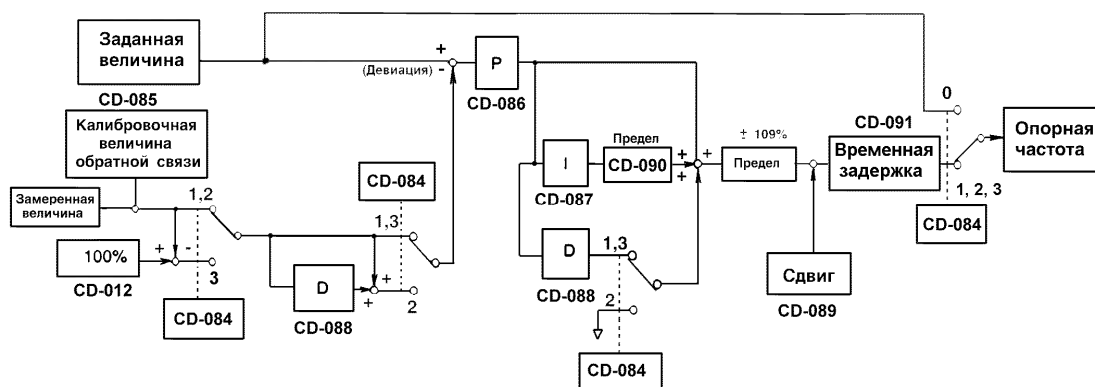 Заданная
величина
CD-085
Калибровочная
величина
обратной связи
Замеренная
величина
100%
CD-012
+
-
1,2
3
CD-084
D
CD-088
+
+
CD-084
1,3
2
+
-
(Девиация)
P
CD-086
I
CD-087
Предел
CD-090
D
CD-088
1,3
2
CD-084
+
+
+
± 109%
Предел
Сдвиг
CD-089
CD-091
Временная
задержка
0
1, 2, 3
CD-084
Опорная
частота